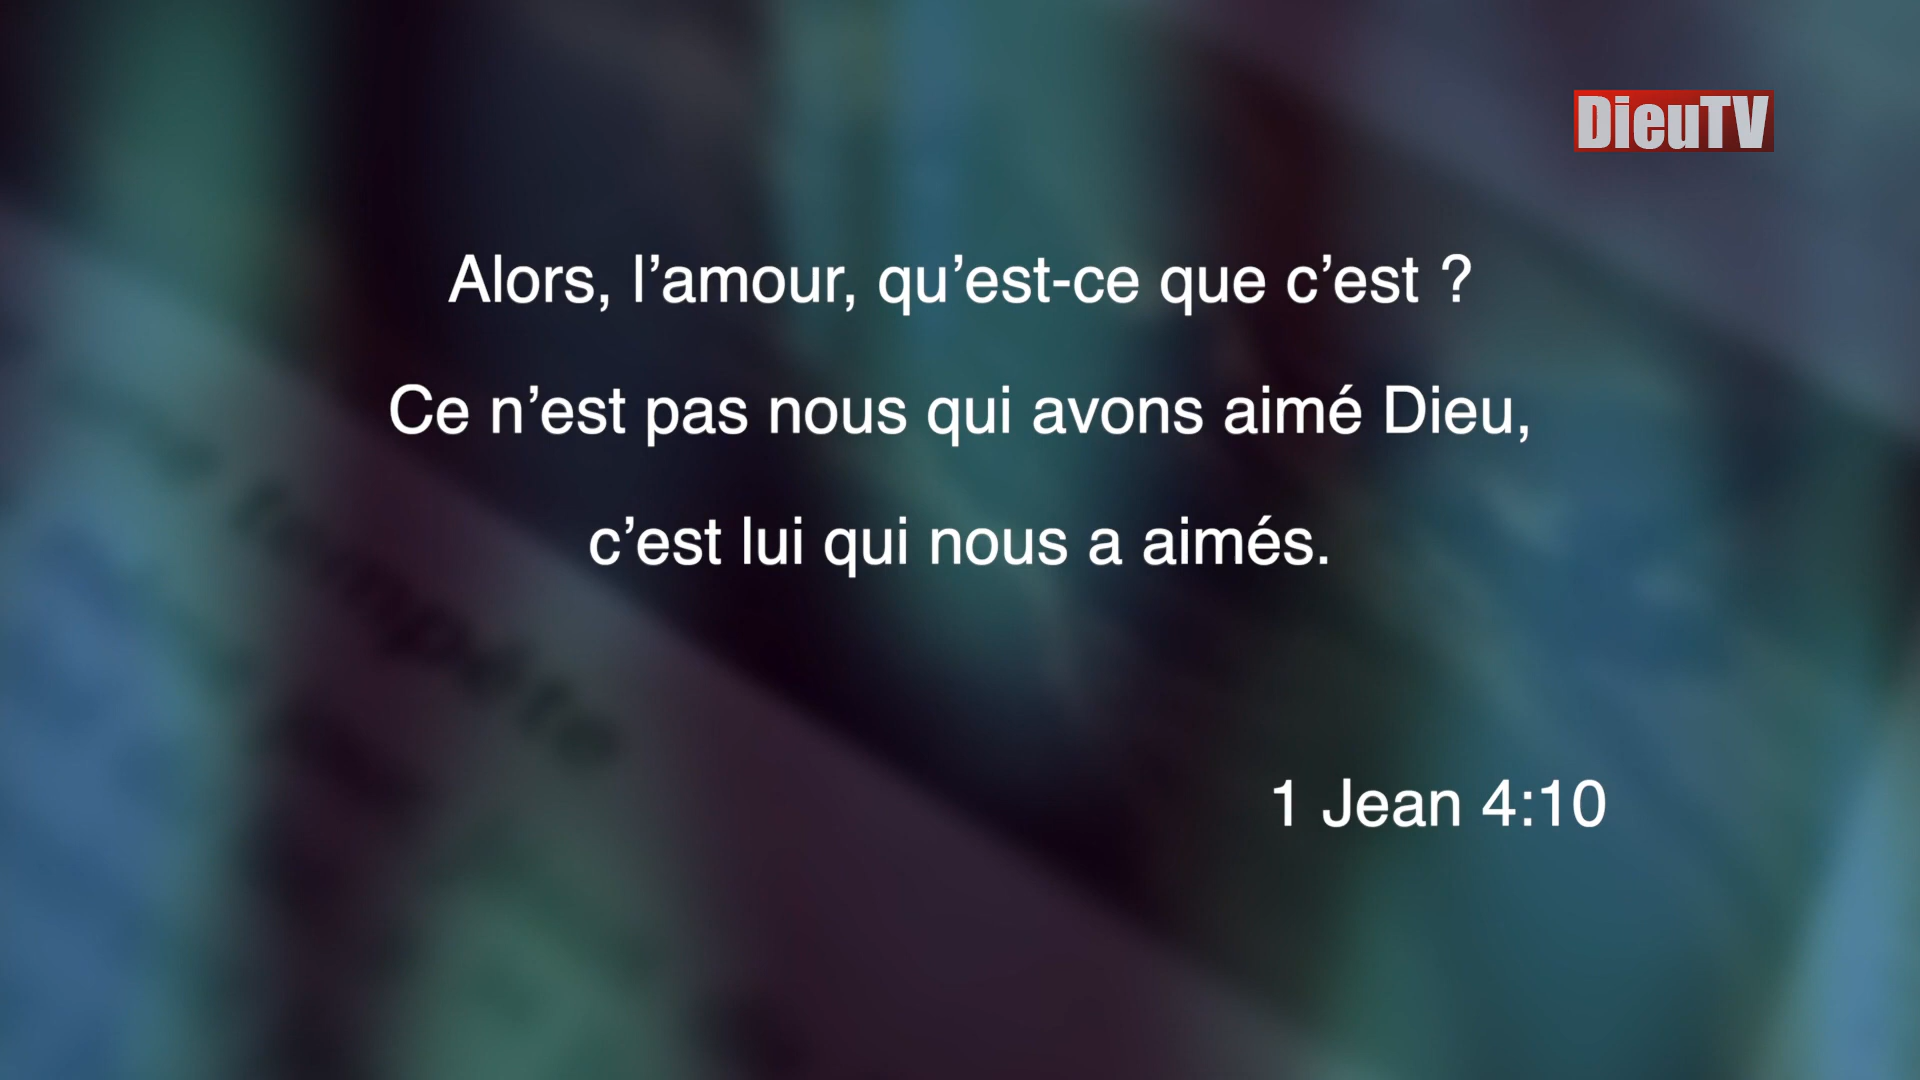 DieuTV
Alors, l’amour, qu’est-ce que c’est ?
Ce n’est pas nous qui avons aimé Dieu,
c’est lui qui nous a aimés.
1 Jean 4:10